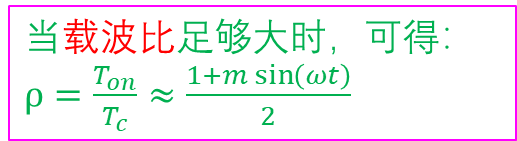 当载波比足够大时，可得：
ρ = T_on/T_c ≈ (1+m sin(ωt))/2